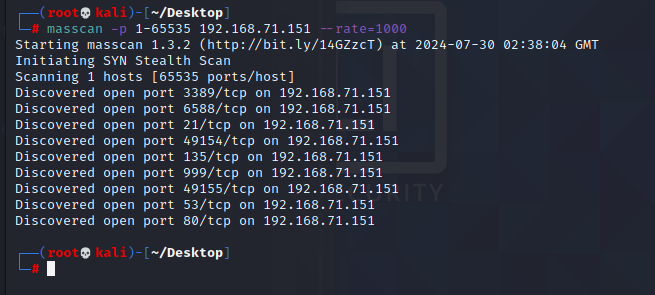 ┌──(root💀kali)-[~/Desktop]
└─# masscan -p 1-65535 192.168.71.151 --rate=1000
Starting masscan 1.3.2 (http://bit.ly/14GZzcT) at 2024-07-30 02:38:04 GMT
Initiating SYN Stealth Scan
Scanning 1 hosts [65535 ports/host]
Discovered open port 3389/tcp on 192.168.71.151
Discovered open port 6588/tcp on 192.168.71.151
Discovered open port 21/tcp on 192.168.71.151
Discovered open port 49154/tcp on 192.168.71.151
Discovered open port 135/tcp on 192.168.71.151
Discovered open port 999/tcp on 192.168.71.151
Discovered open port 49155/tcp on 192.168.71.151
Discovered open port 53/tcp on 192.168.71.151
Discovered open port 80/tcp on 192.168.71.151
┌──(root💀kali)-[~/Desktop]
└─#